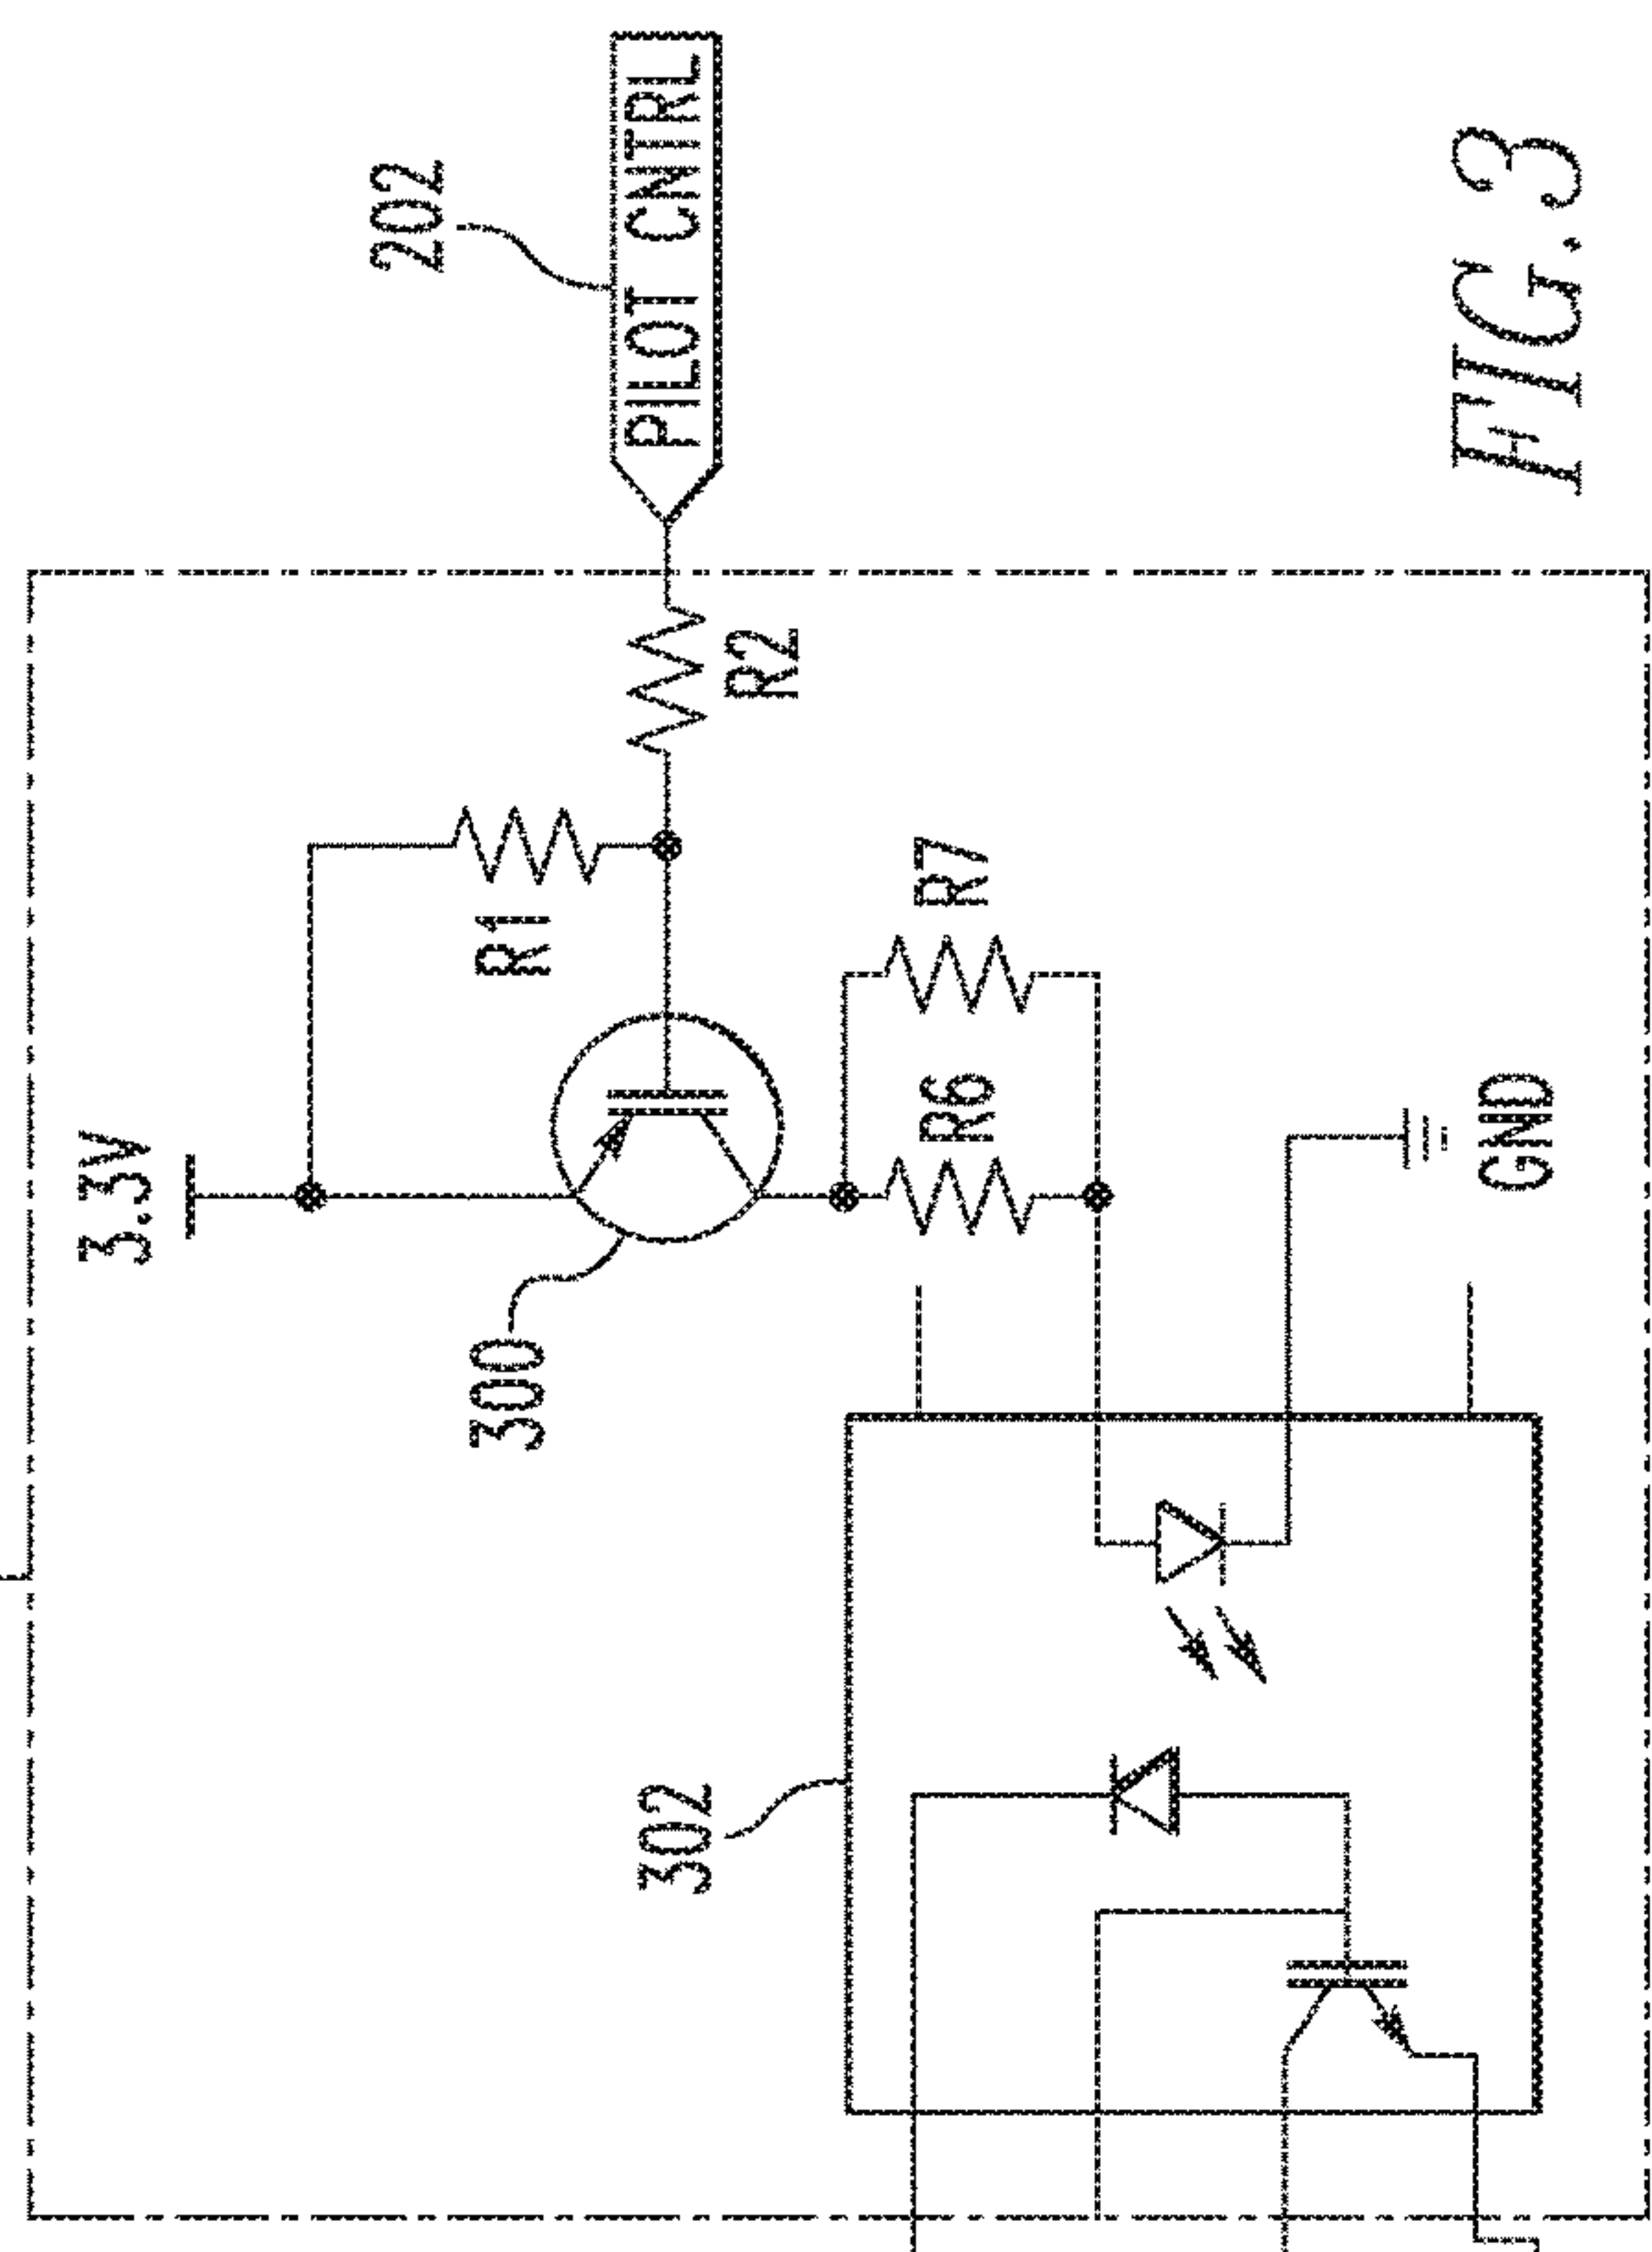 3.3V
R1
R2
202
PILOT CNTRL
300
R6
R7
302
GND
FIG.3